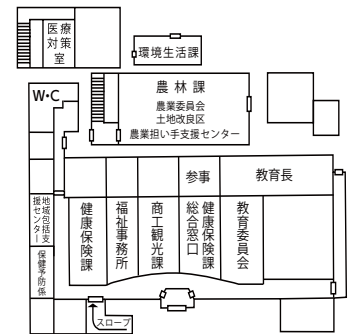 医療
対策
室
環境生活課
W・C
農林課
農業委員会
土地改良区
農業担い手支援センター
参事
教育長
地域包括支
援センター
保健予防係
健康保険課
福祉事務所
商工観光課
健康保険課
総合窓口
教育委員会
スロープ